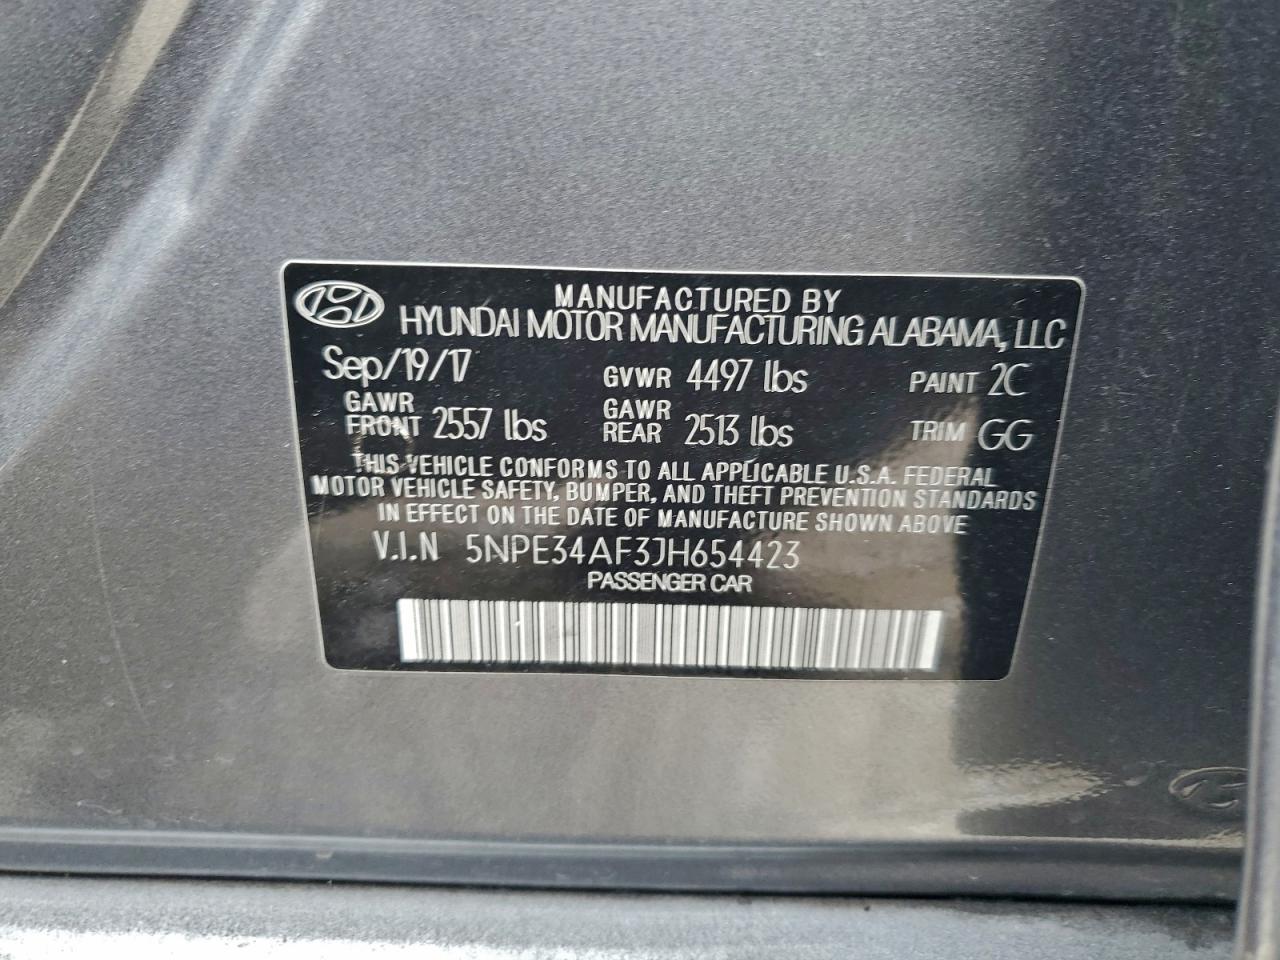 MANUFACTURED BY
HYUNDAI MOTOR MANUFACTURING ALABAMA, LLC
Sep/19/17 GVWR 4497 lbs PAINT 2C
GAWR FRONT 2557 lbs GAWR REAR 2513 lbs TRIM GG
THIS VEHICLE CONFORMS TO ALL APPLICABLE U.S.A. FEDERAL
MOTOR VEHICLE SAFETY, BUMPER, AND THEFT PREVENTION STANDARDS
IN EFFECT ON THE DATE OF MANUFACTURE SHOWN ABOVE
V.I.N 5NPE34AF3JH654423
PASSENGER CAR